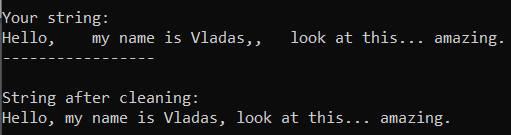 Your string:
Hello,    my name is Vladas,,   look at this... amazing.
-----------------
String after cleaning:
Hello, my name is Vladas, look at this... amazing.